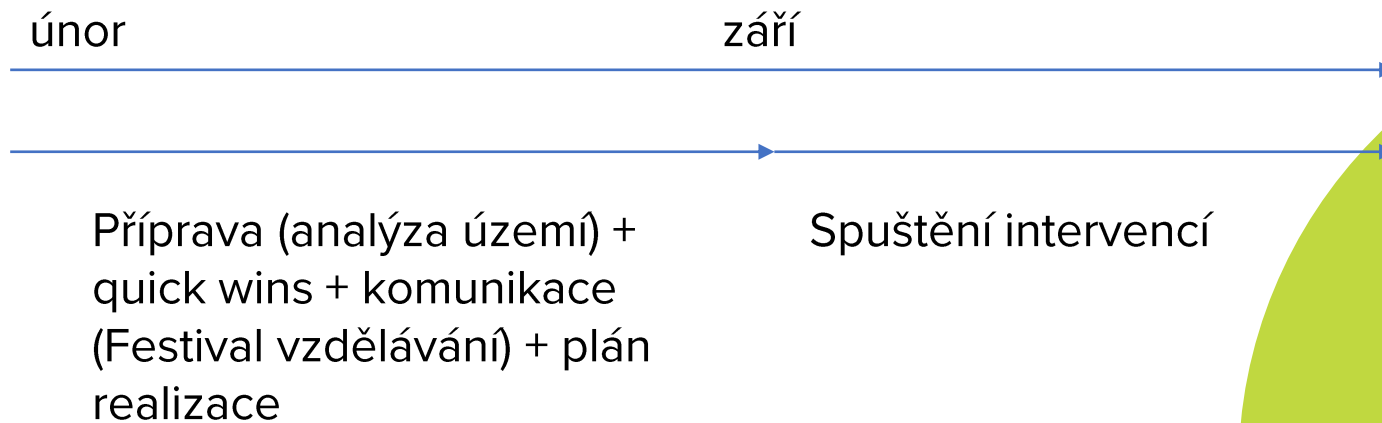 únor
září
Příprava (analýza území) +
quick wins + komunikace
(Festival vzdělávání) + plán
realizace
Spuštění intervencí